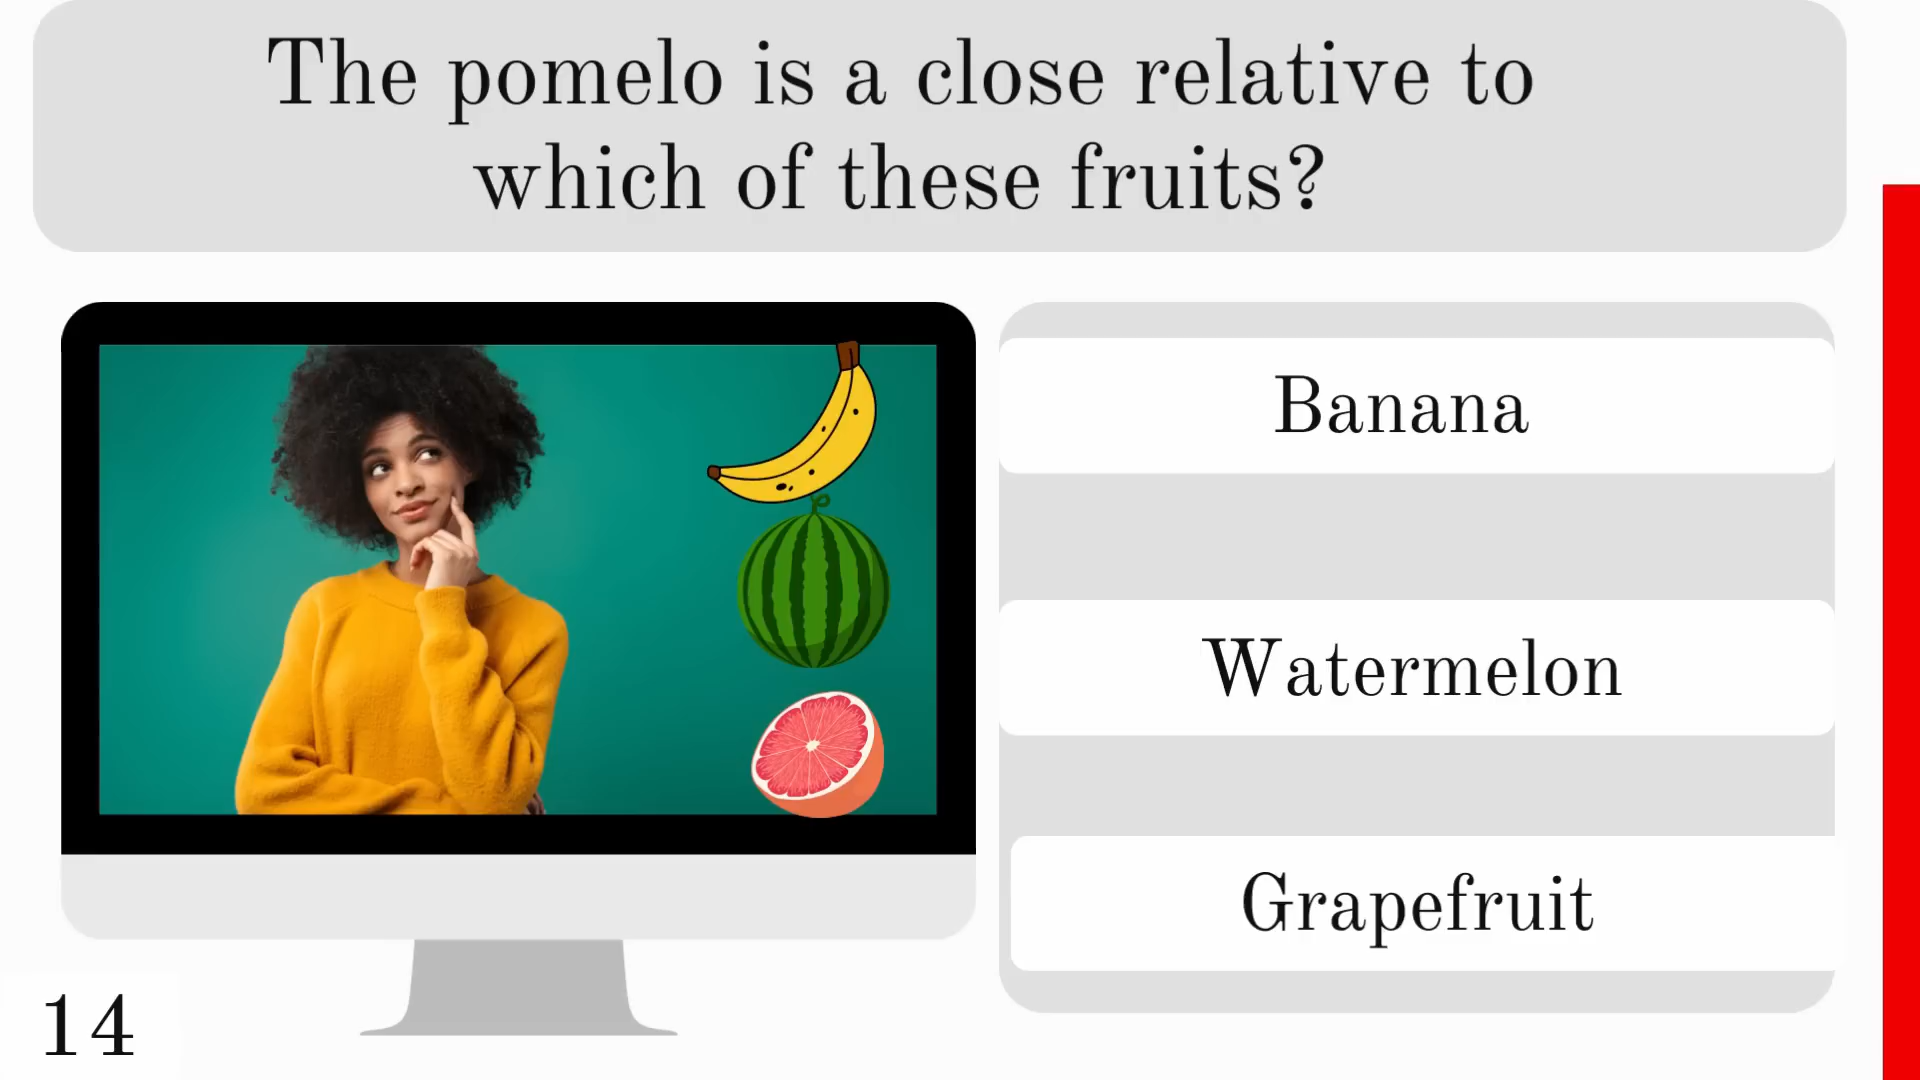 The pomelo is a close relative to
which of these fruits?
Banana
Watermelon
Grapefruit
14